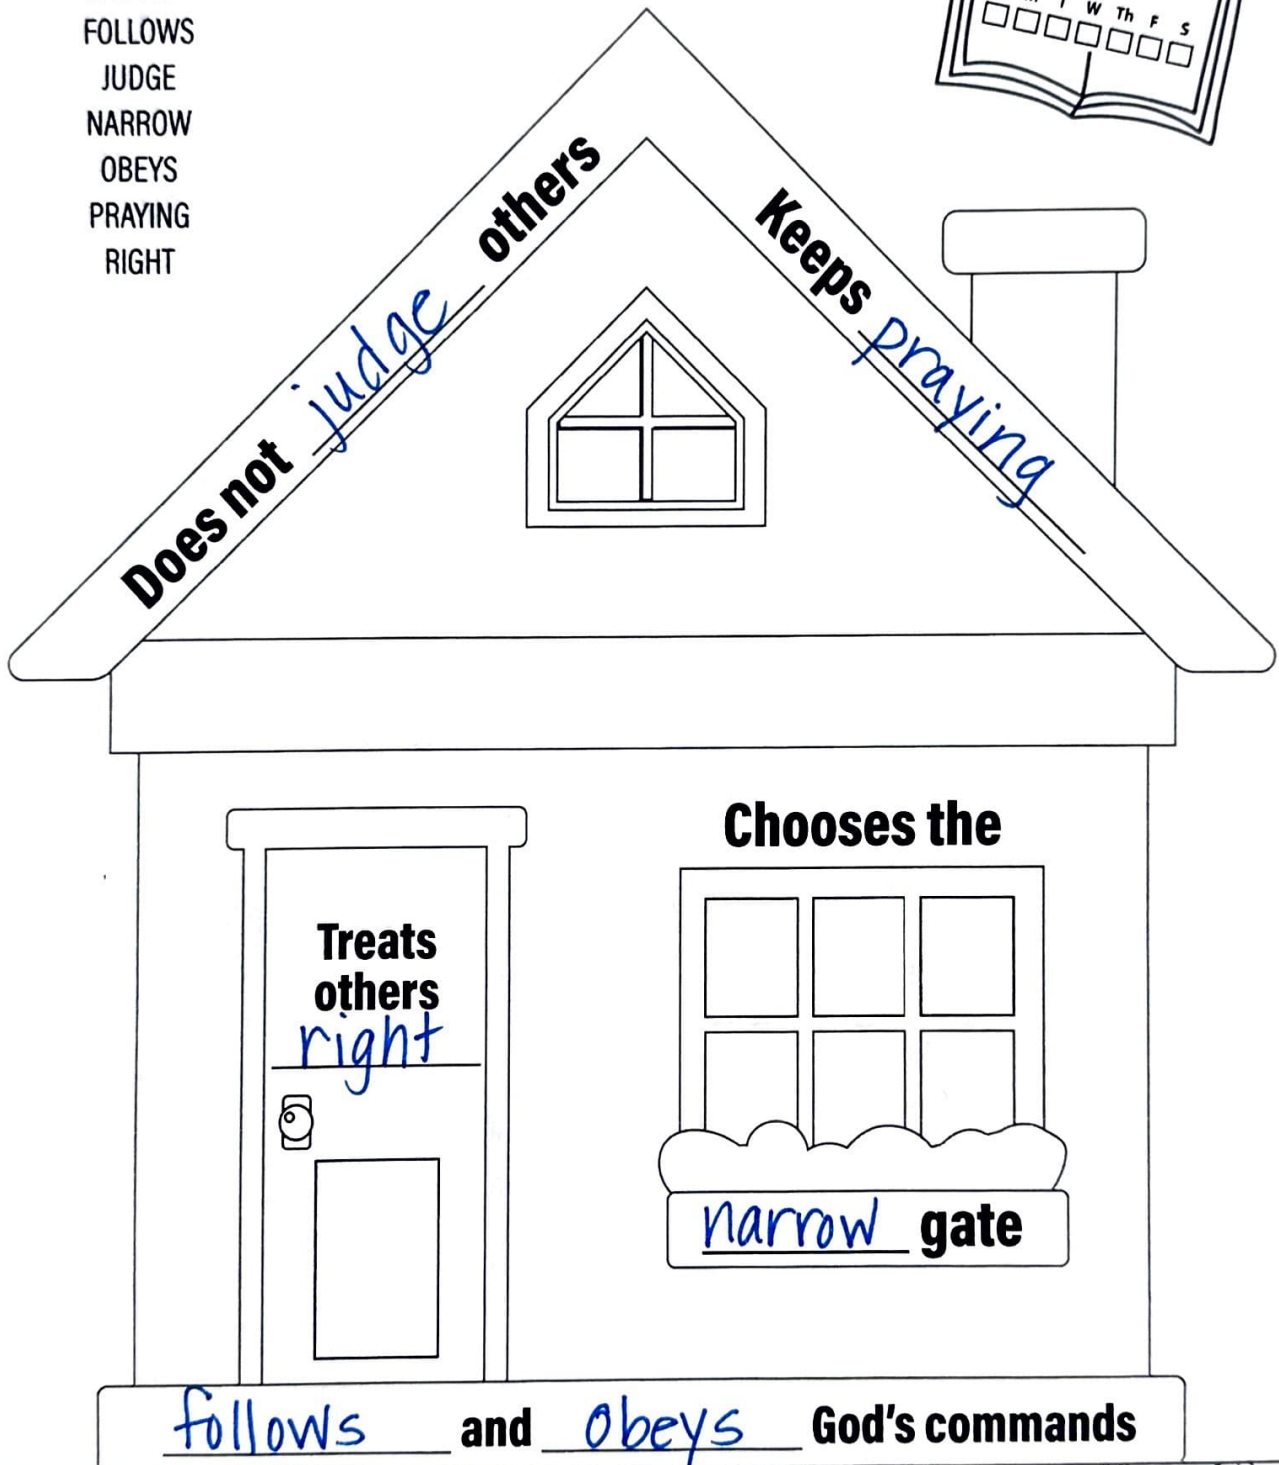 W Th F S
FOLLOWS
JUDGE
NARROW
OBEYS
PRAYING
RIGHT
Does not judge others
Keeps praying
Treats
others
right
Chooses the
narrow gate
follows and obeys God's commands